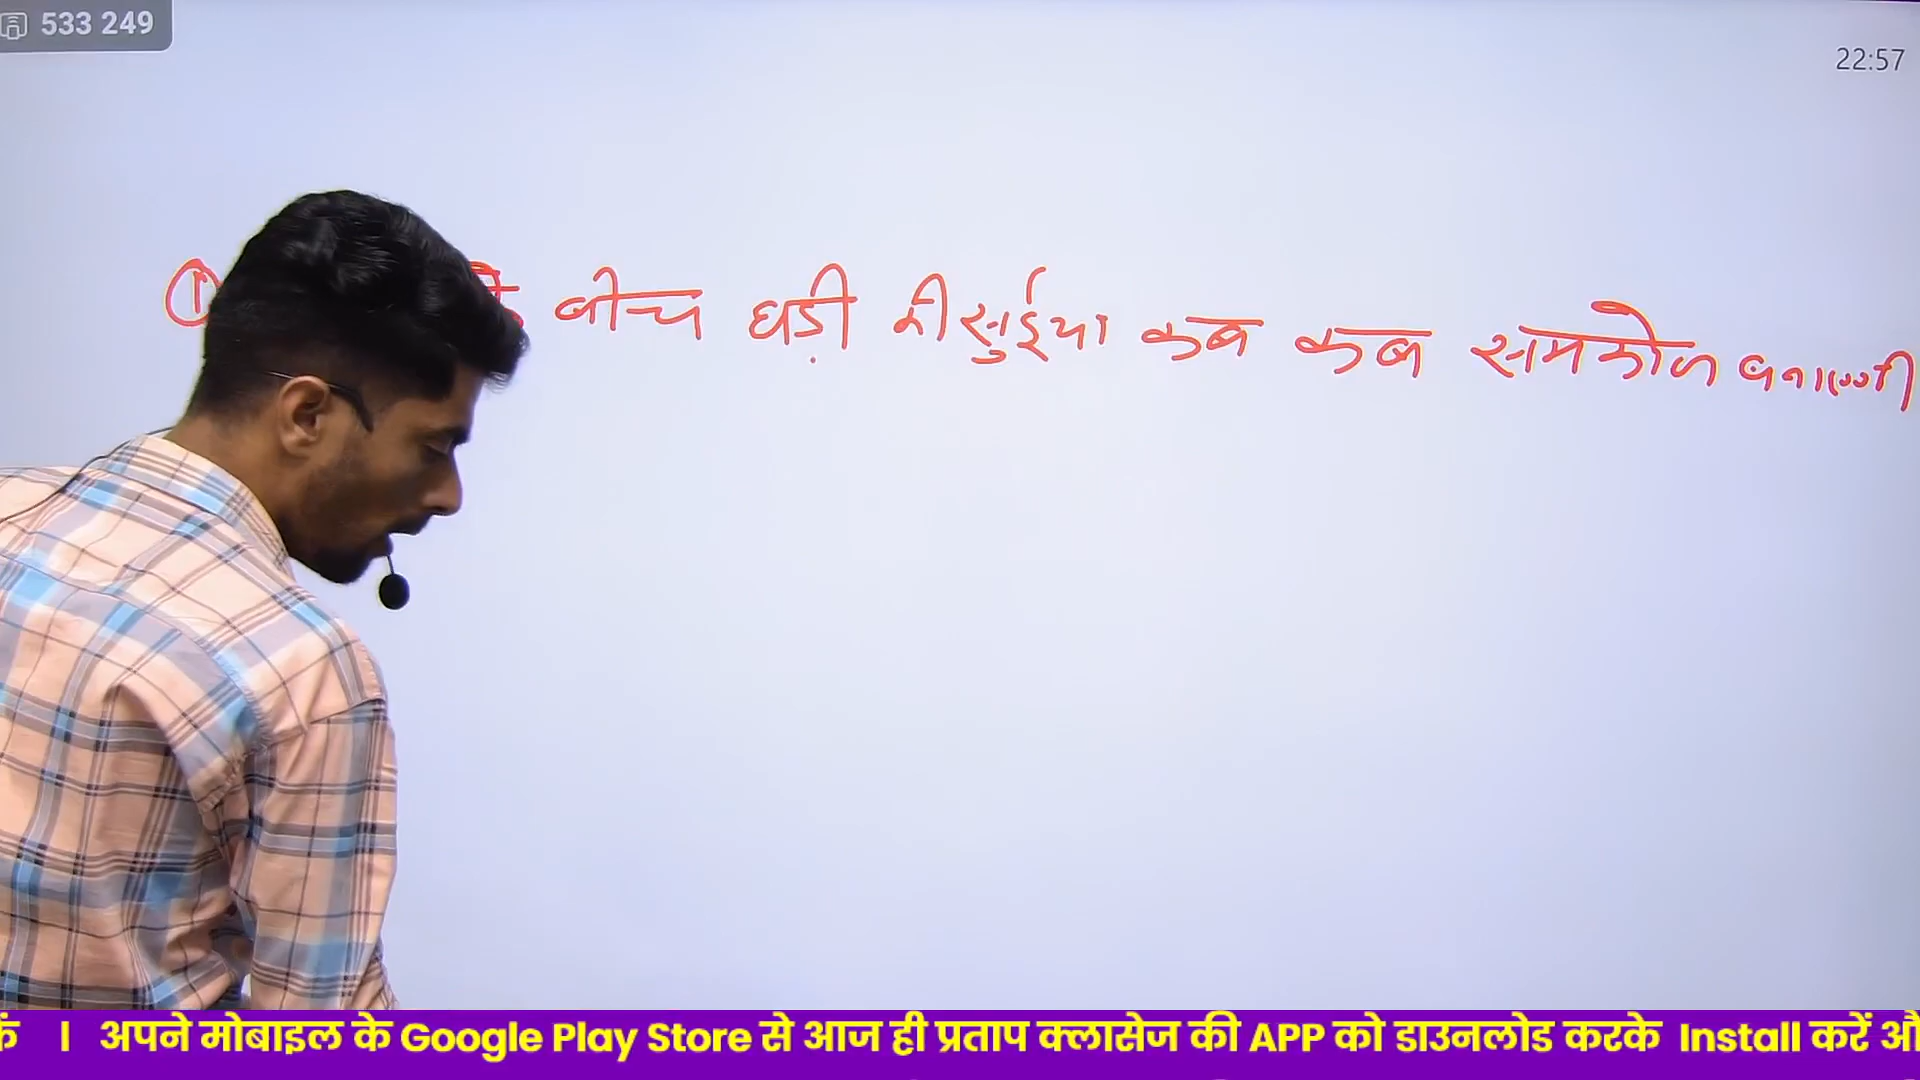 533 249
22:57
① बीच घड़ी की सुईया कब कब समकोण बनाएगी
कं । अपने मोबाइल के Google Play Store से आज ही प्रताप क्लासेज की APP को डाउनलोड करके Install करें औ